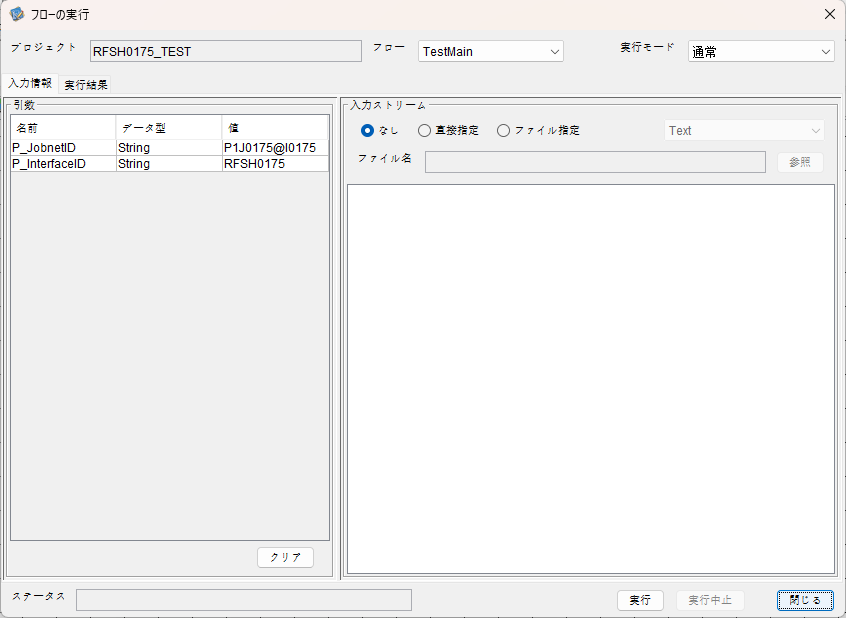 フローの実行
プロジェクト RFSH0175_TEST フロー TestMain 実行モード 通常
入力情報 実行結果
引数
名前 データ型 値
P_JobnetID String P1J0175@I0175
P_InterfaceID String RFSH0175
クリア
入力ストリーム
なし 直接指定 ファイル指定 Text
ファイル名 参照
ステータス 実行 実行中止 閉じる